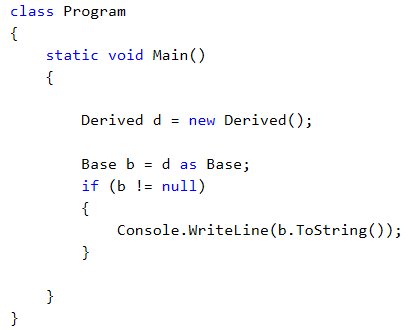 class Program
{
    static void Main()
    {
        Derived d = new Derived();
        Base b = d as Base;
        if (b != null)
        {
            Console.WriteLine(b.ToString());
        }
    }
}